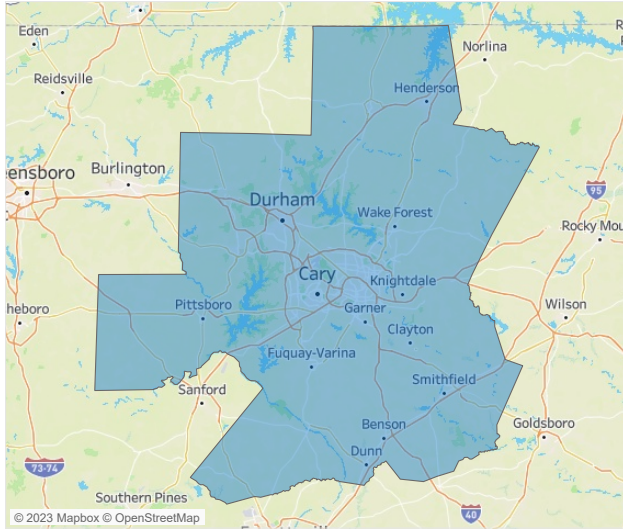 Eden
Norlina
Reidsville
Henderson
Burlington
eensboro
Durham
Wake Forest
95
Rocky Mou
Cary
Knightdale
Pittsboro
Garner
Wilson
heboro
Clayton
Fuquay-Varina
Smithfield
Sanford
Benson
Goldsboro
Dunn
73-74
Southern Pines
40
© 2023 Mapbox © OpenStreetMap